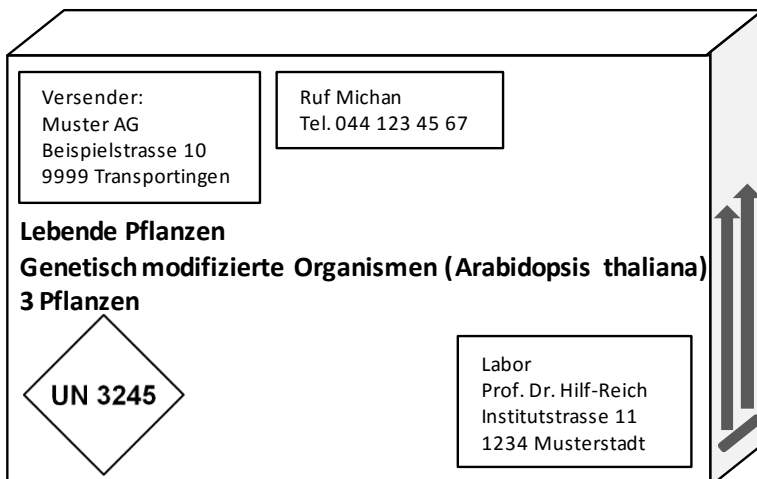 Versender:
Muster AG
Beispielstrasse 10
9999 Transportingen
Ruf Michan
Tel. 044 123 45 67
Lebende Pflanzen
Genetisch modifizierte Organismen (Arabidopsis thaliana)
3 Pflanzen
UN 3245
Labor
Prof. Dr. Hilf-Reich
Institutstrasse 11
1234 Musterstadt